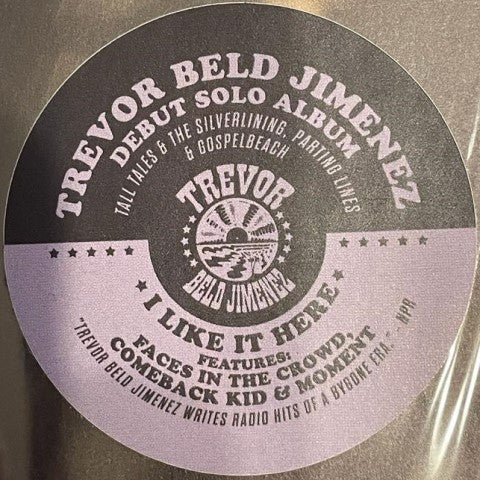 TREVOR BELD JIMENEZ
DEBUT SOLO ALBUM
TALL TALES & THE SILVERLINING, PARTING LINES
& GOSPELBEACH
TREVOR
BELD JIMENEZ
I LIKE IT HERE
FEATURES:
FACES IN THE CROWD,
COMEBACK KID & MOMENT
"TREVOR BELD JIMENEZ WRITES RADIO HITS OF A BYGONE ERA." - NPR